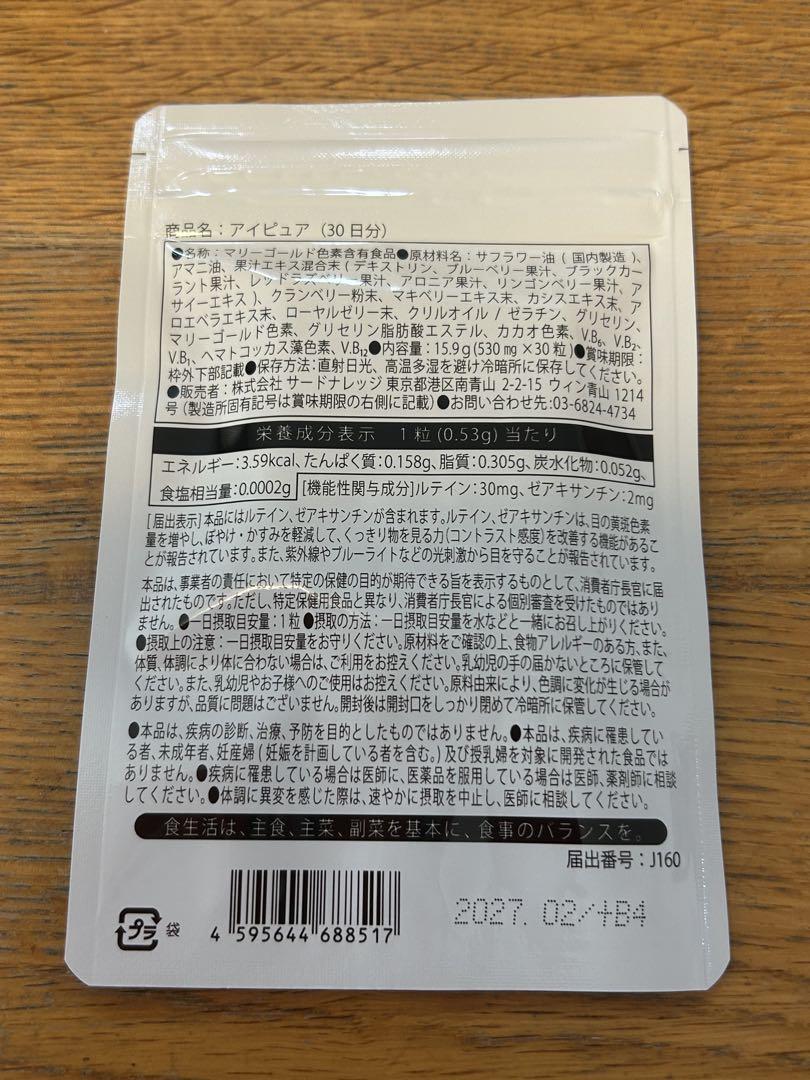 商品名：アイピュア（30日分）
●名称：マリーゴールド色素含有食品●原材料名：サフラワー油（国内製造）、
アマニ油、果汁エキス混合末（デキストリン、ブルーベリー果汁、ブラックカー
ラント果汁、レッドラズベリー果汁、アロニア果汁、リンゴンベリー果汁、ア
サイーエキス）、クランベリー粉末、マキベリーエキス末、カシスエキス末、ア
ロエベラエキス末、ローヤルゼリー末、クリルオイル/ゼラチン、グリセリン、
マリーゴールド色素、グリセリン脂肪酸エステル、カカオ色素、V.B₆、V.B₂、
V.B₁、ヘマトコッカス藻色素、V.B₁₂●内容量：15.9g(530㎎×30粒)●賞味期限：
枠外下部記載●保存方法：直射日光、高温多湿を避け冷暗所に保存してください。
●販売者：株式会社 サードナレッジ 東京都港区南青山 2-2-15 ウィン青山 1214
号（製造所固有記号は賞味期限の右側に記載）●お問い合わせ先：03-6824-4734
栄養成分表示 1粒(0.53g)当たり
エネルギー：3.59kcal、たんぱく質：0.158g、脂質：0.305g、炭水化物：0.052g、
食塩相当量：0.0002g [機能性関与成分]ルテイン：30mg、ゼアキサンチン：2mg
[届出表示]本品にはルテイン、ゼアキサンチンが含まれます。ルテイン、ゼアキサンチンは、目の黄斑色素
量を増やし、ぼやけ・かすみを軽減して、くっきり物を見る力(コントラスト感度)を改善する機能があるこ
とが報告されています。また、紫外線やブルーライトなどの光刺激から目を守ることが報告されています。
本品は、事業者の責任において特定の保健の目的が期待できる旨を表示するものとして、消費者庁長官に届
出されたものです。ただし、特定保健用食品と異なり、消費者庁長官による個別審査を受けたものではあり
ません。●一日摂取目安量：1粒●摂取の方法：一日摂取目安量を水などと一緒にお召し上がりください。
●摂取上の注意：一日摂取目安量をお守りください。原材料をご確認の上、食物アレルギーのある方、また、
体質、体調により体に合わない場合は、ご利用をお控えください。乳幼児の手の届かないところに保管して
ください。また、乳幼児やお子様へのご使用はお控えください。原料由来により、色調に変化が生じる場合が
ありますが、品質に問題はございません。開封後は開封口をしっかり閉めて冷暗所に保管してください。
●本品は、疾病の診断、治療、予防を目的としたものではありません。●本品は、疾病に罹患してい
る者、未成年者、妊産婦(妊娠を計画している者を含む。)及び授乳婦を対象に開発された食品では
ありません。●疾病に罹患している場合は医師に、医薬品を服用している場合は医師、薬剤師に相談
してください。●体調に異変を感じた際は、速やかに摂取を中止し、医師に相談してください。
食生活は、主食、主菜、副菜を基本に、食事のバランスを。
届出番号：J160
プラ 袋
4 595644 688517
2027. 02/4B4